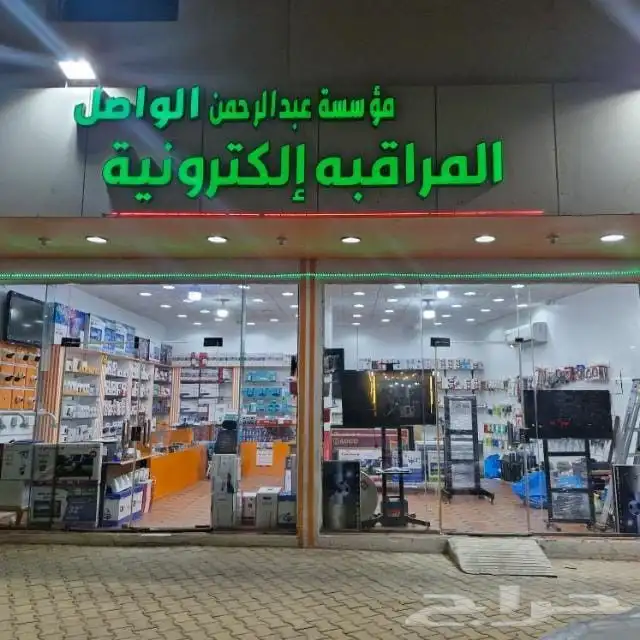 مؤسسة عبدالرحمن الواصل
المراقبه إلكترونية
حراج